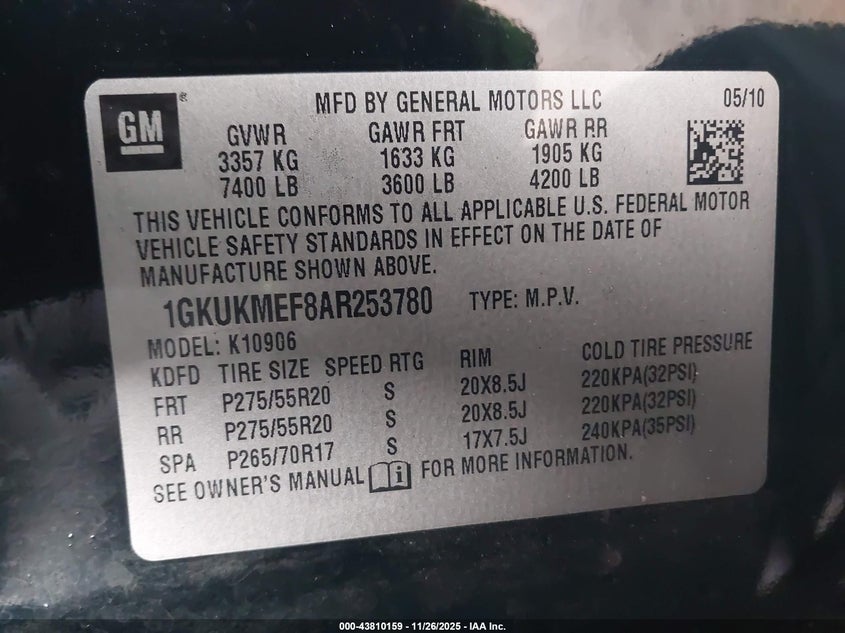 GM
®
MFD BY GENERAL MOTORS LLC 05/10
GVWR GAWR FRT GAWR RR
3357 KG 1633 KG 1905 KG
7400 LB 3600 LB 4200 LB
THIS VEHICLE CONFORMS TO ALL APPLICABLE U.S. FEDERAL MOTOR
VEHICLE SAFETY STANDARDS IN EFFECT ON THE DATE OF
MANUFACTURE SHOWN ABOVE.
1GKUKMEF8AR253780 TYPE: M.P.V.
MODEL: K10906
KDFD TIRE SIZE SPEED RTG RIM COLD TIRE PRESSURE
FRT P275/55R20 S 20X8.5J 220KPA(32PSI)
RR P275/55R20 S 20X8.5J 220KPA(32PSI)
SPA P265/70R17 S 17X7.5J 240KPA(35PSI)
SEE OWNER'S MANUAL i FOR MORE INFORMATION.
000-43810159 - 11/26/2025 - IAA Inc.